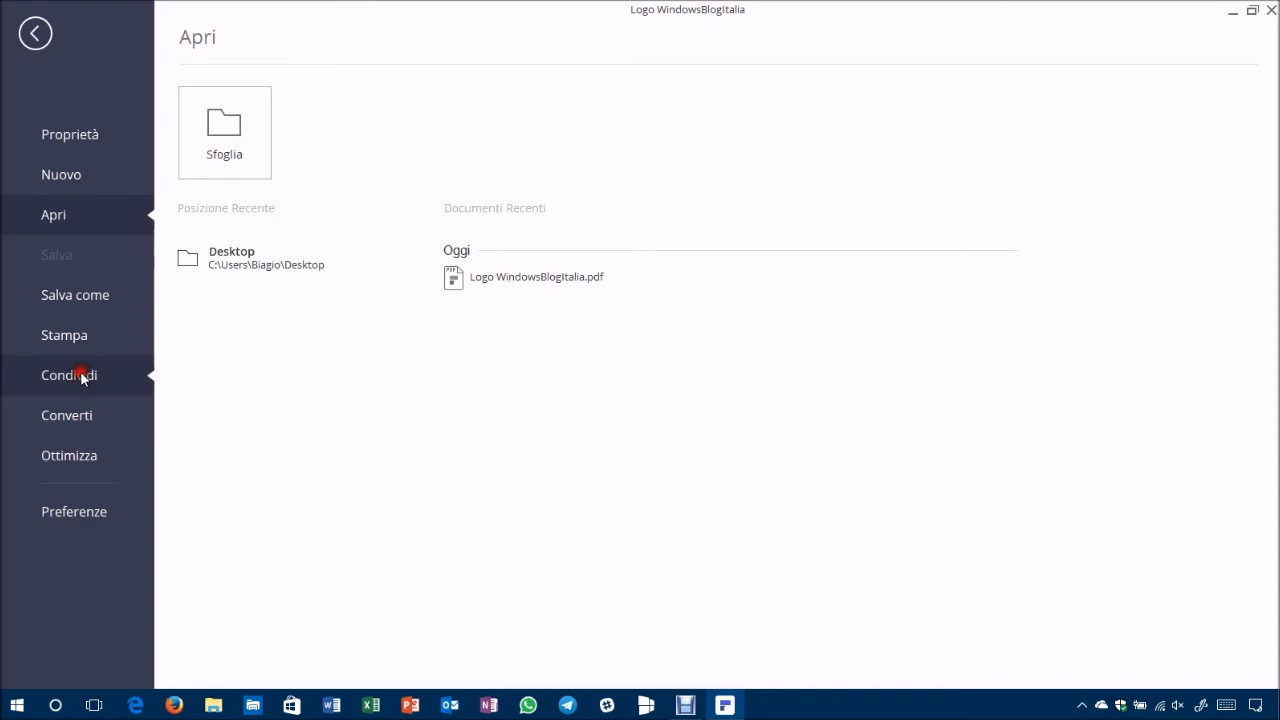 Logo WindowsBlogItalia
Apri
Proprietà
Nuovo
Apri
Salva
Salva come
Stampa
Condividi
Converti
Ottimizza
Preferenze
Sfoglia
Posizione Recente
Desktop
C:\Users\Biagio\Desktop
Documenti Recenti
Oggi
PDF
Logo WindowsBlogItalia.pdf